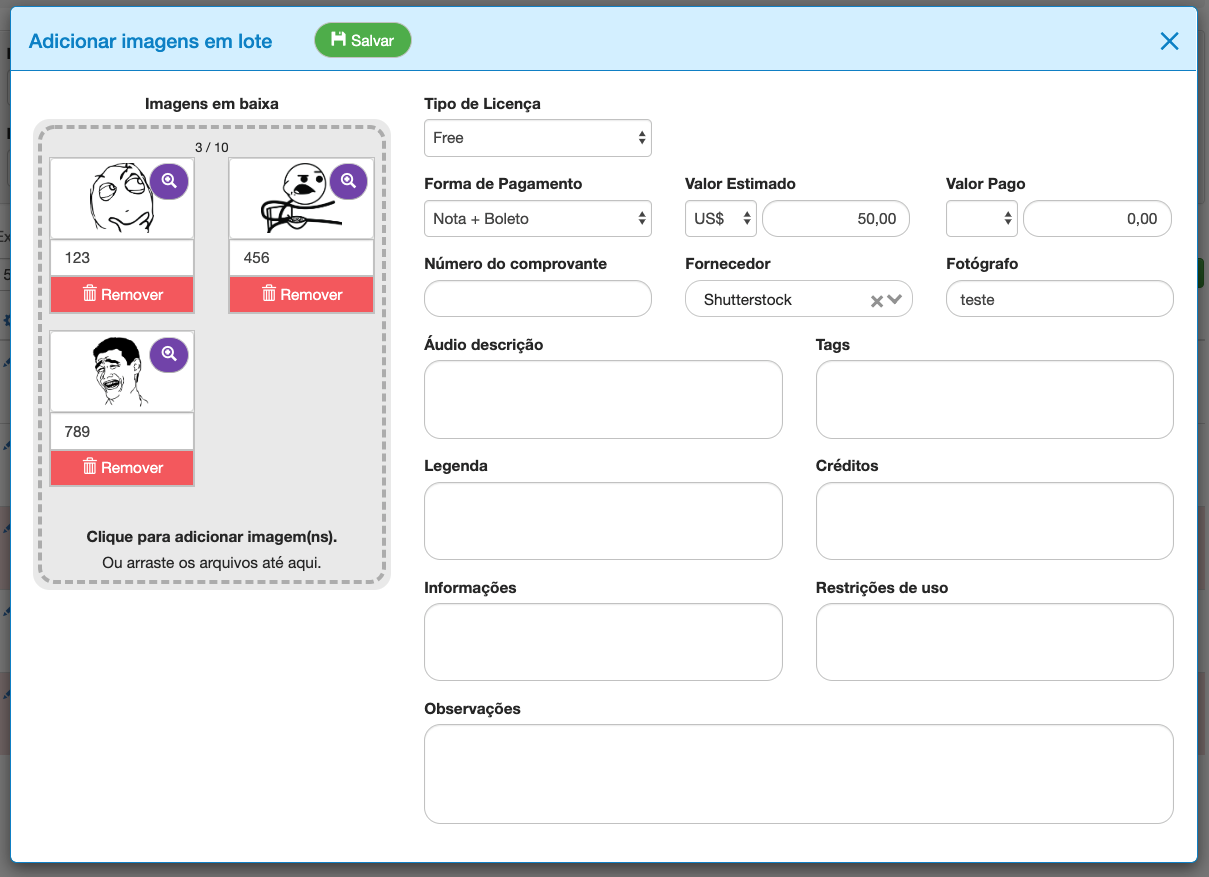 Adicionar imagens em lote
Salvar
Imagens em baixa
3 / 10
123
456
Remover
Remover
789
Remover
Clique para adicionar imagem(ns).
Ou arraste os arquivos até aqui.
Tipo de Licença
Free
Forma de Pagamento
Valor Estimado
Valor Pago
Nota + Boleto
US$
50,00
0,00
Número do comprovante
Fornecedor
Fotógrafo
Shutterstock
teste
Áudio descrição
Tags
Legenda
Créditos
Informações
Restrições de uso
Observações